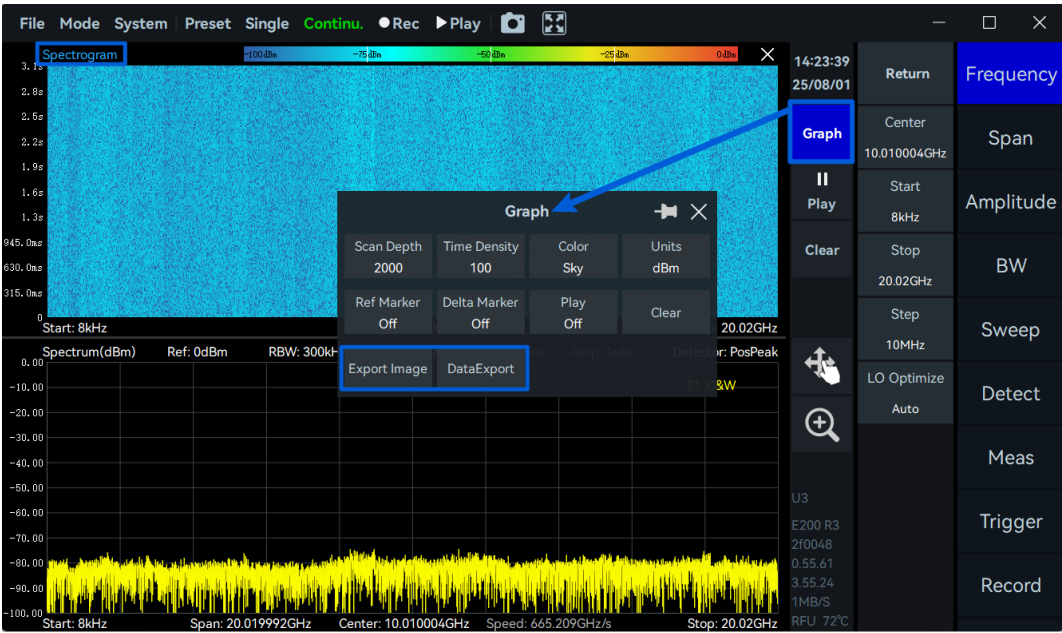 File Mode System Preset Single Continu. Rec Play
Spectrogram -100dBm -75dBm -50dBm -25dBm 0dBm
3.1s
2.8s
2.5s
2.2s
1.9s
1.6s
1.3s
945.0ms
630.0ms
315.0ms
0
Start: 8kHz 20.02GHz
Graph
Scan Depth Time Density Color Units
2000 100 Sky dBm
Ref Marker Delta Marker Play Clear
Off Off Off
Export Image DataExport
Spectrum(dBm) Ref: 0dBm RBW: 300kH Amp: Auto Detector: PosPeak
C&W
0.00
-10.00
-20.00
-30.00
-40.00
-50.00
-60.00
-70.00
-80.00
-90.00
-100.00
Start: 8kHz Span: 20.019992GHz Center: 10.010004GHz Speed: 665.209GHz/s Stop: 20.02GHz
14:23:39
25/08/01
Graph
Play
Clear
U3
E200 R3
2f0048
0.55.61
3.55.24
1MB/S
RFU 72℃
Return
Center
10.010004GHz
Start
8kHz
Stop
20.02GHz
Step
10MHz
LO Optimize
Auto
Frequency
Span
Amplitude
BW
Sweep
Detect
Meas
Trigger
Record